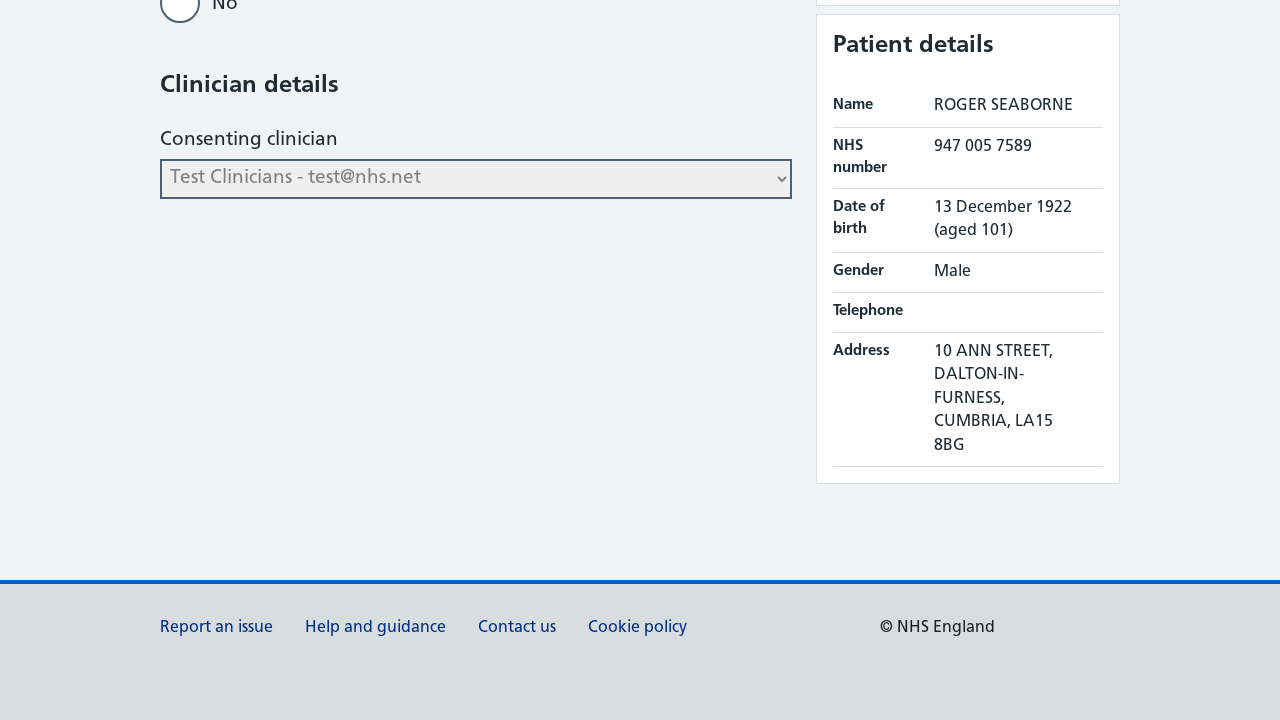 No
Clinician details
Consenting clinician
Test Clinicians - test@nhs.net
Patient details
Name ROGER SEABORNE
NHS number 947 005 7589
Date of birth 13 December 1922
(aged 101)
Gender Male
Telephone
Address 10 ANN STREET,
DALTON-IN-
FURNESS,
CUMBRIA, LA15
8BG
Report an issue Help and guidance Contact us Cookie policy © NHS England